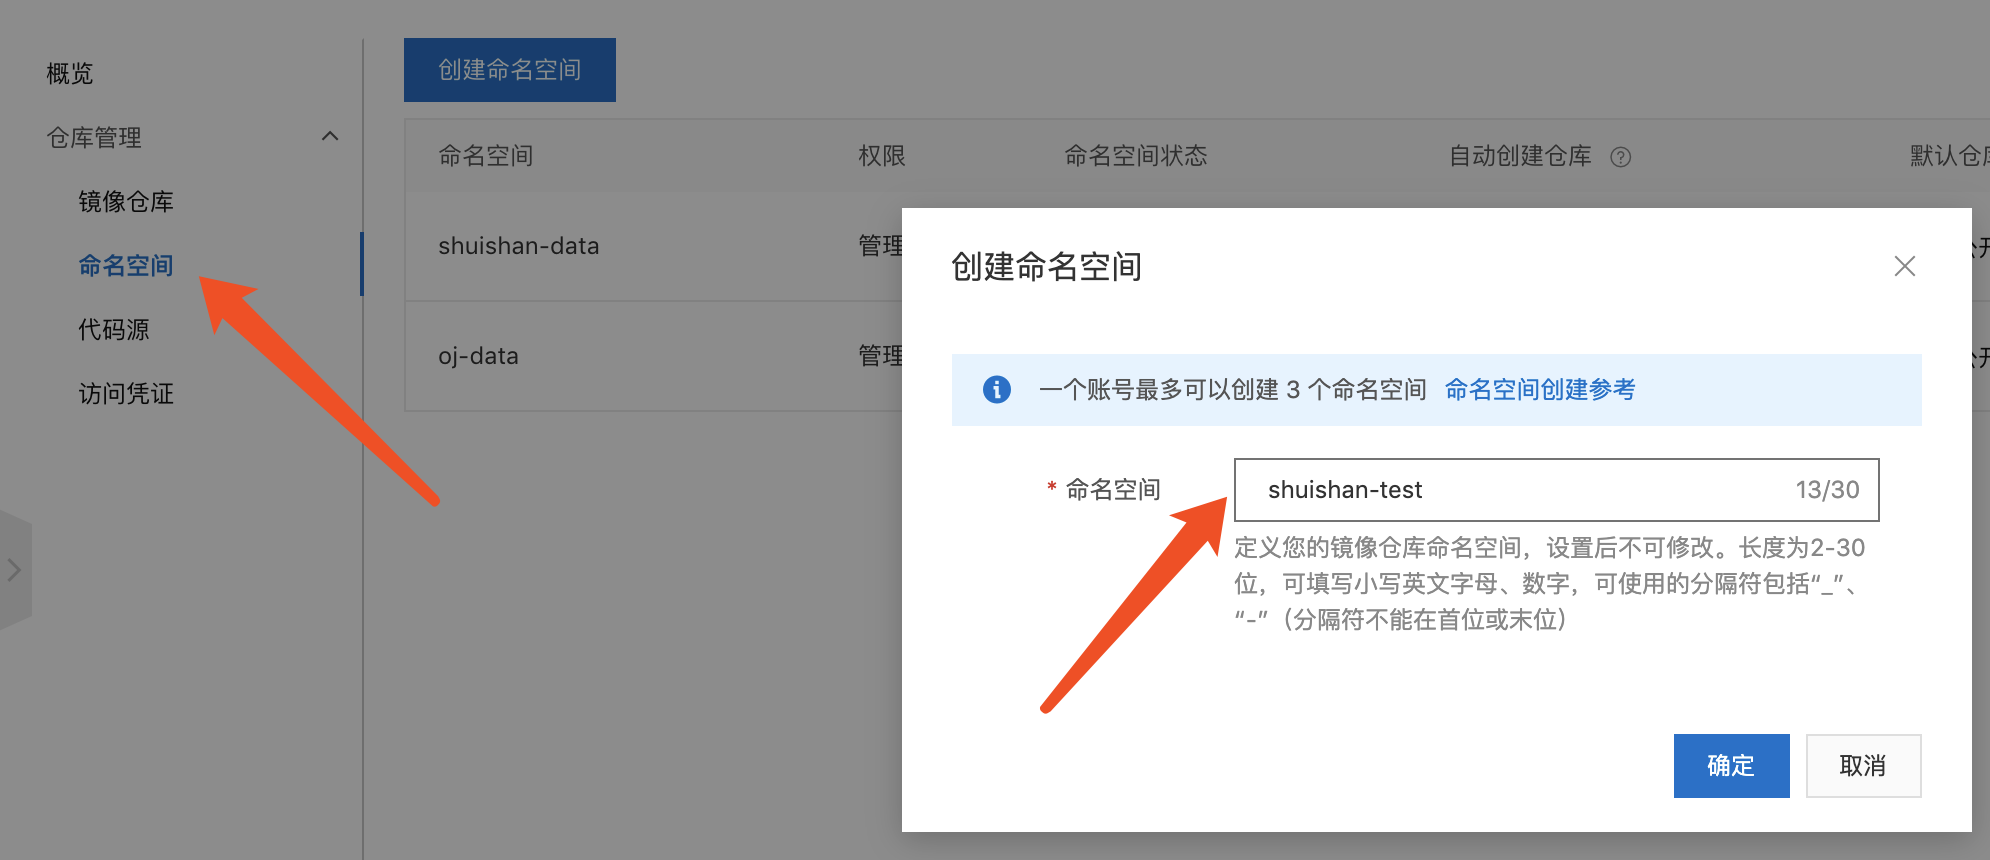 概览
仓库管理
镜像仓库
命名空间
代码源
访问凭证
创建命名空间
命名空间 权限 命名空间状态 自动创建仓库 ? 默认仓
shuishan-data 管理
oj-data 管理
创建命名空间
一个账号最多可以创建 3 个命名空间 命名空间创建参考
* 命名空间 shuishan-test 13/30
定义您的镜像仓库命名空间，设置后不可修改。长度为2-30
位，可填写小写英文字母、数字，可使用的分隔符包括“_”、
“-”（分隔符不能在首位或末位）
确定 取消